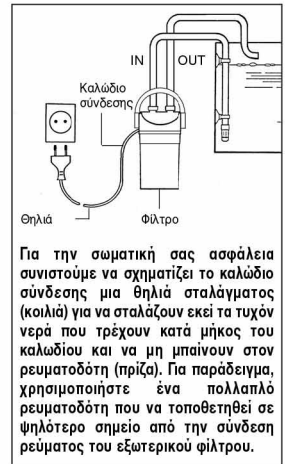 IN OUT
Καλώδιο
σύνδεσης
Θηλιά Φίλτρο
Για την σωματική σας ασφάλεια
συνιστούμε να σχηματίζει το καλώδιο
σύνδεσης μια θηλιά σταλάγματος
(κοιλιά) για να σταλάζουν εκεί τα τυχόν
νερά που τρέχουν κατά μήκος του
καλωδίου και να μη μπαίνουν στον
ρευματοδότη (πρίζα). Για παράδειγμα,
χρησιμοποιήστε ένα πολλαπλό
ρευματοδότη που να τοποθετηθεί σε
ψηλότερο σημείο από την σύνδεση
ρεύματος του εξωτερικού φίλτρου.